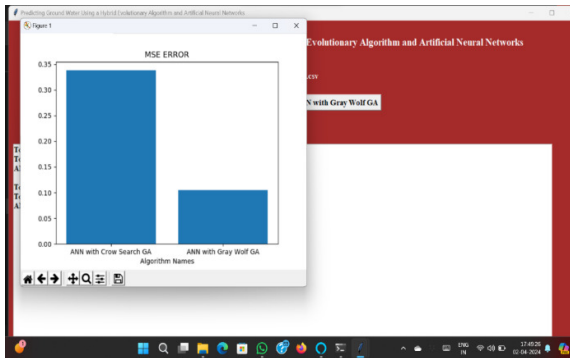 Predicting Ground Water Using a Hybrid Evolutionary Algorithm and Artificial Neural Networks
Figure 1
Evolutionary Algorithm and Artificial Neural Networks
.csv
N with Gray Wolf GA
MSE ERROR
0.35
0.30
0.25
0.20
0.15
0.10
0.05
0.00
ANN with Crow Search GA
ANN with Gray Wolf GA
Algorithm Names
To
T
A
T
To
A
ENG
IN
17:49:26
02-04-2024